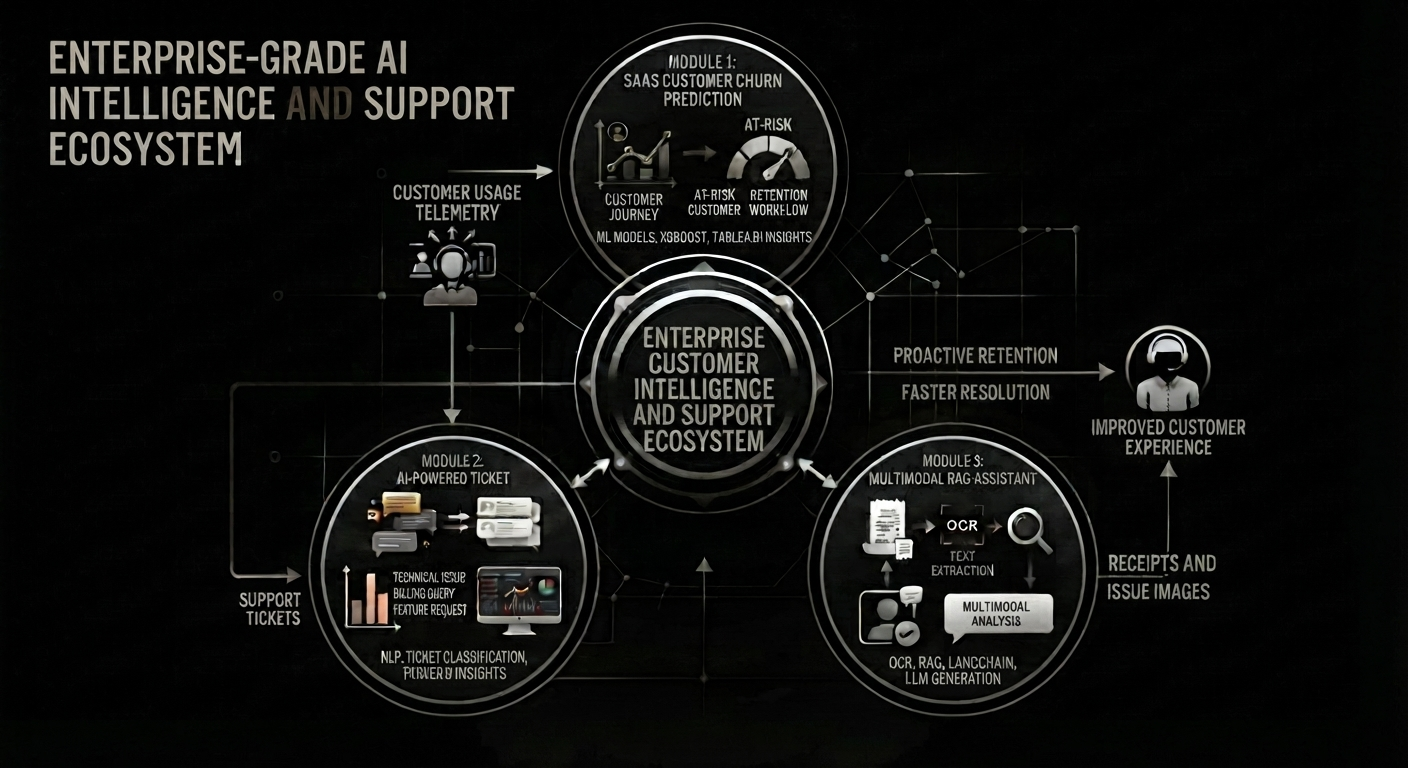 ENTERPRISE-GRADE AI
INTELLIGENCE AND SUPPORT
ECOSYSTEM
MODULE 1:
SAAS CUSTOMER CHURN
PREDICTION
AT-RISK
CUSTOMER
JOURNEY
AT-RISK
CUSTOMER
RETENTION
WORKFLOW
ML MODELS, XGBOOST, TABLEA.BI INSIGHTS
CUSTOMER USAGE
TELEMETRY
ENTERPRISE
CUSTOMER
INTELLIGENCE
AND SUPPORT
ECOSYSTEM
PROACTIVE RETENTION
FASTER RESOLUTION
IMPROVED CUSTOMER
EXPERIENCE
MODULE 2:
AI-POWERED TICKET
TECHNICAL ISSUE
BILLING QUERY
FEATURE REQUEST
NLP. TICKET CLASSIFICATION,
INSIGHTS
SUPPORT
TICKETS
MODULE S:
MULTIMODAL RAG-ASSISTANT
OCR
TEXT
EXTRACTION
MULTIMOOAL
ANALYSIS
OCR, RAG, LANCCHAIN,
LLM GENERATION
RECEIPTS AND
ISSUE IMAGES